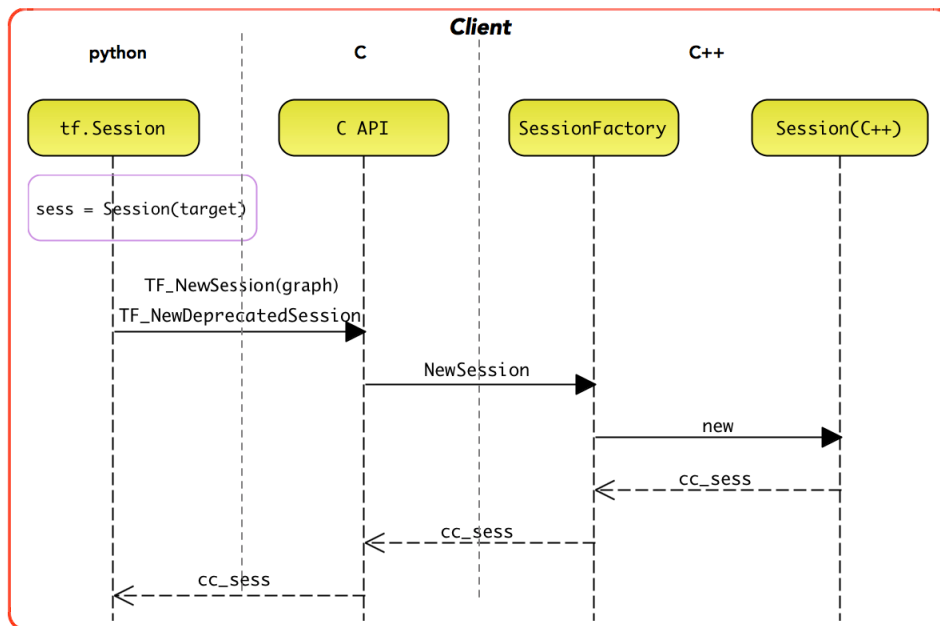 Client
python
C
C++
tf.Session
C API
SessionFactory
Session(C++)
sess = Session(target)
TF_NewSession(graph)
TF_NewDeprecatedSession
NewSession
new
cc_sess
cc_sess
cc_sess